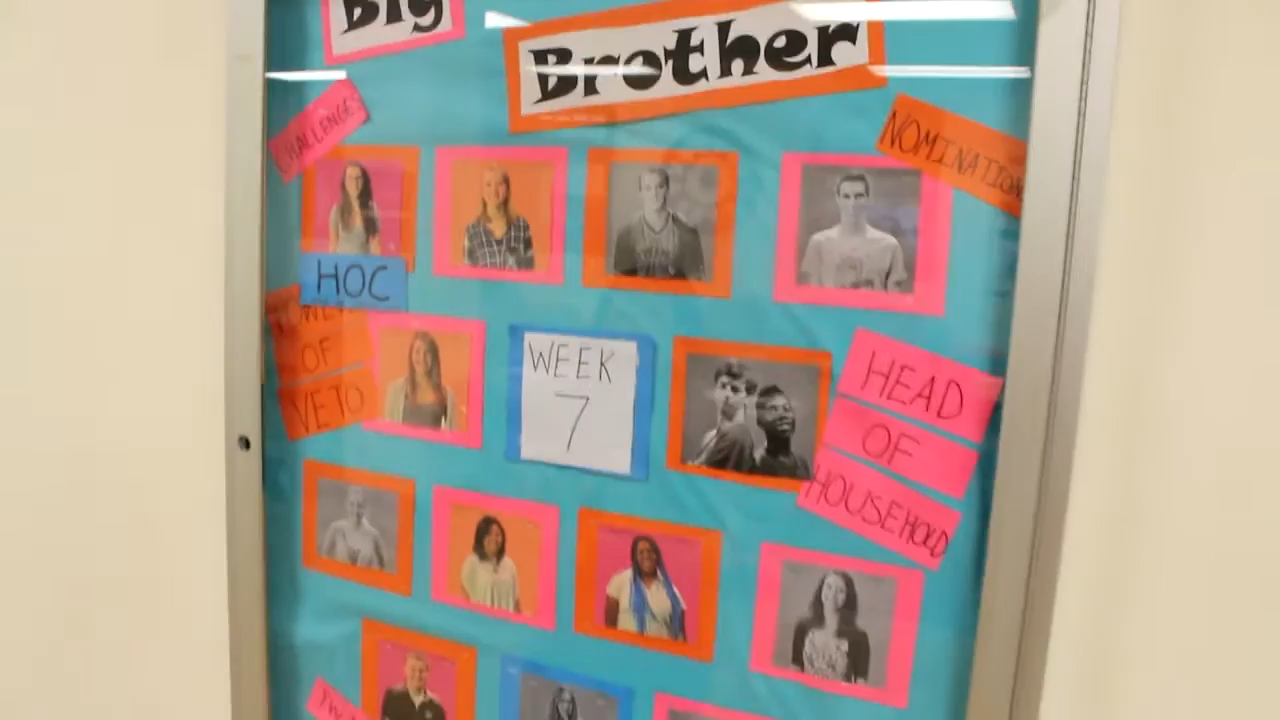 Big
Brother
CHALLENGES
NOMINATION
HOC
POWER
OF
VETO
WEEK
7
HEAD
OF
HOUSEHOLD